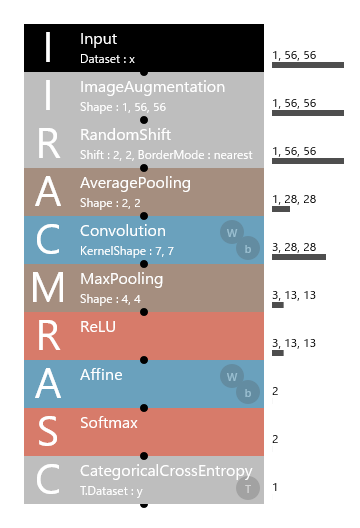 I Input 1, 56, 56
Dataset : x
I ImageAugmentation 1, 56, 56
Shape : 1, 56, 56
R RandomShift 1, 56, 56
Shift : 2, 2, BorderMode : nearest
A AveragePooling 1, 28, 28
Shape : 2, 2
C Convolution W b 3, 28, 28
KernelShape : 7, 7
M MaxPooling 3, 13, 13
Shape : 4, 4
R ReLU 3, 13, 13
A Affine W b 2
S Softmax 2
C CategoricalCrossEntropy 1
T.Dataset : y T